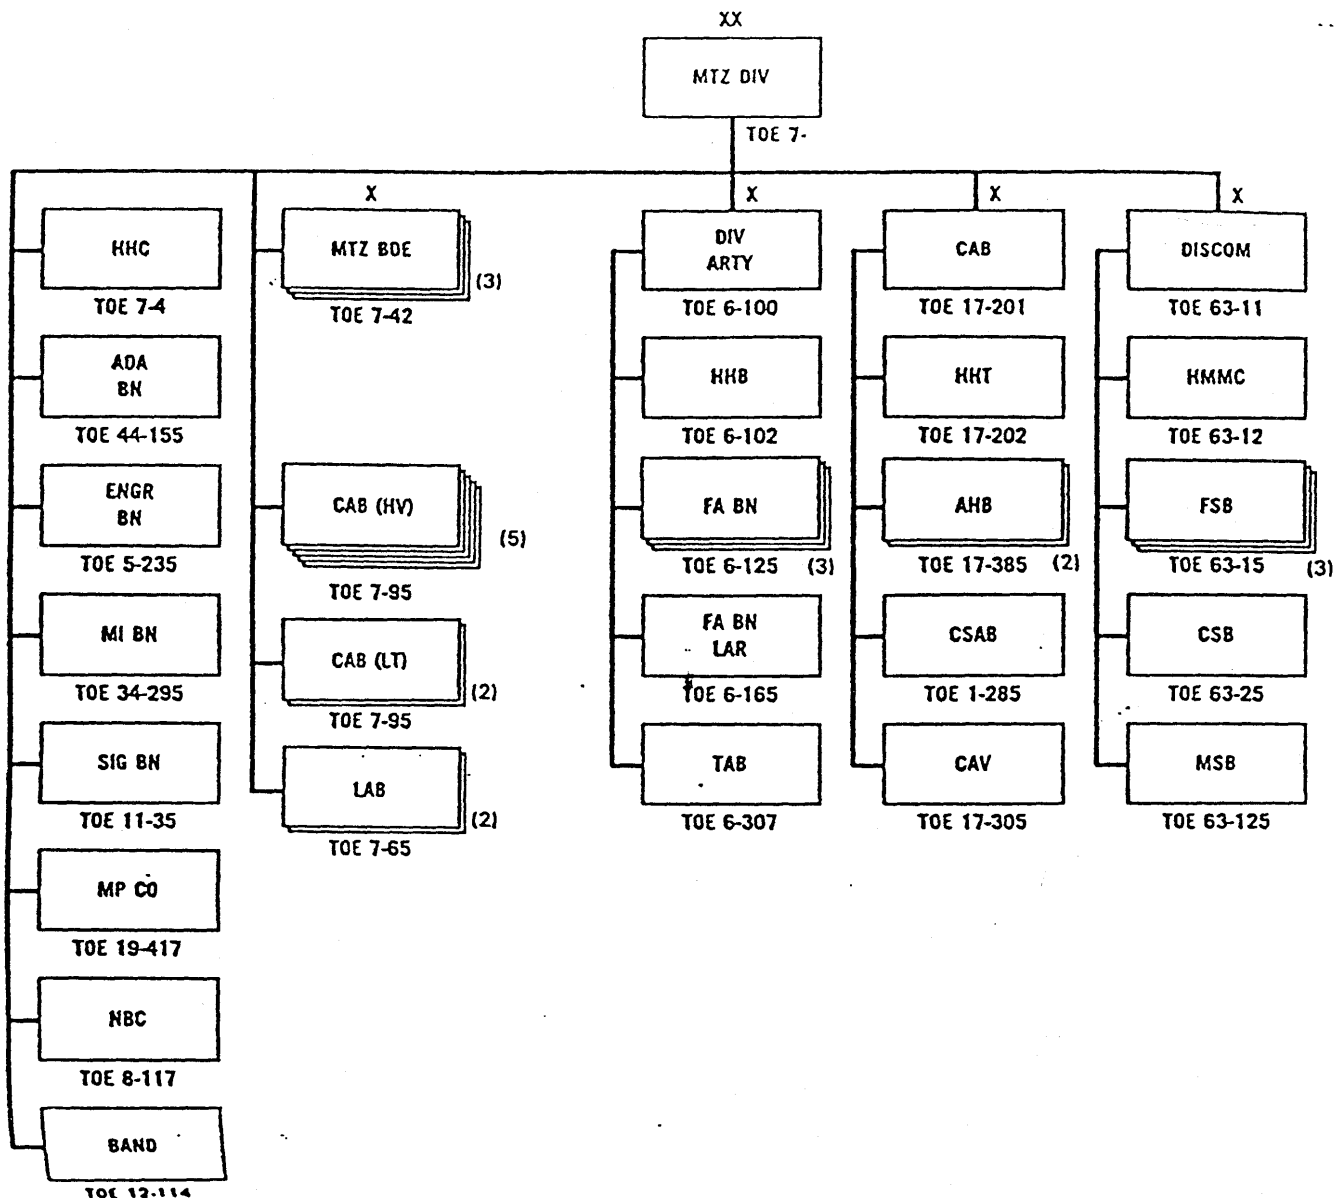 XX
MTZ DIV
TOE 7-
HHC
TOE 7-4
ADA
BN
TOE 44-155
ENGR
BN
TOE 5-235
MI BN
TOE 34-295
SIG BN
TOE 11-35
MP CO
TOE 19-417
NBC
TOE 8-117
BAND
TOE 12-114
X
MTZ BDE
(3)
TOE 7-42
CAB (HV)
(5)
TOE 7-95
CAB (LT)
(2)
TOE 7-95
LAB
(2)
TOE 7-65
X
DIV
ARTY
TOE 6-100
HHB
TOE 6-102
FA BN
TOE 6-125 (3)
FA BN
LAR
TOE 6-165
TAB
TOE 6-307
X
CAB
TOE 17-201
HHT
TOE 17-202
AHB
TOE 17-385 (2)
CSAB
TOE 1-285
CAV
TOE 17-305
X
DISCOM
TOE 63-11
HMMC
TOE 63-12
FSB
TOE 63-15 (3)
CSB
TOE 63-25
MSB
TOE 63-125